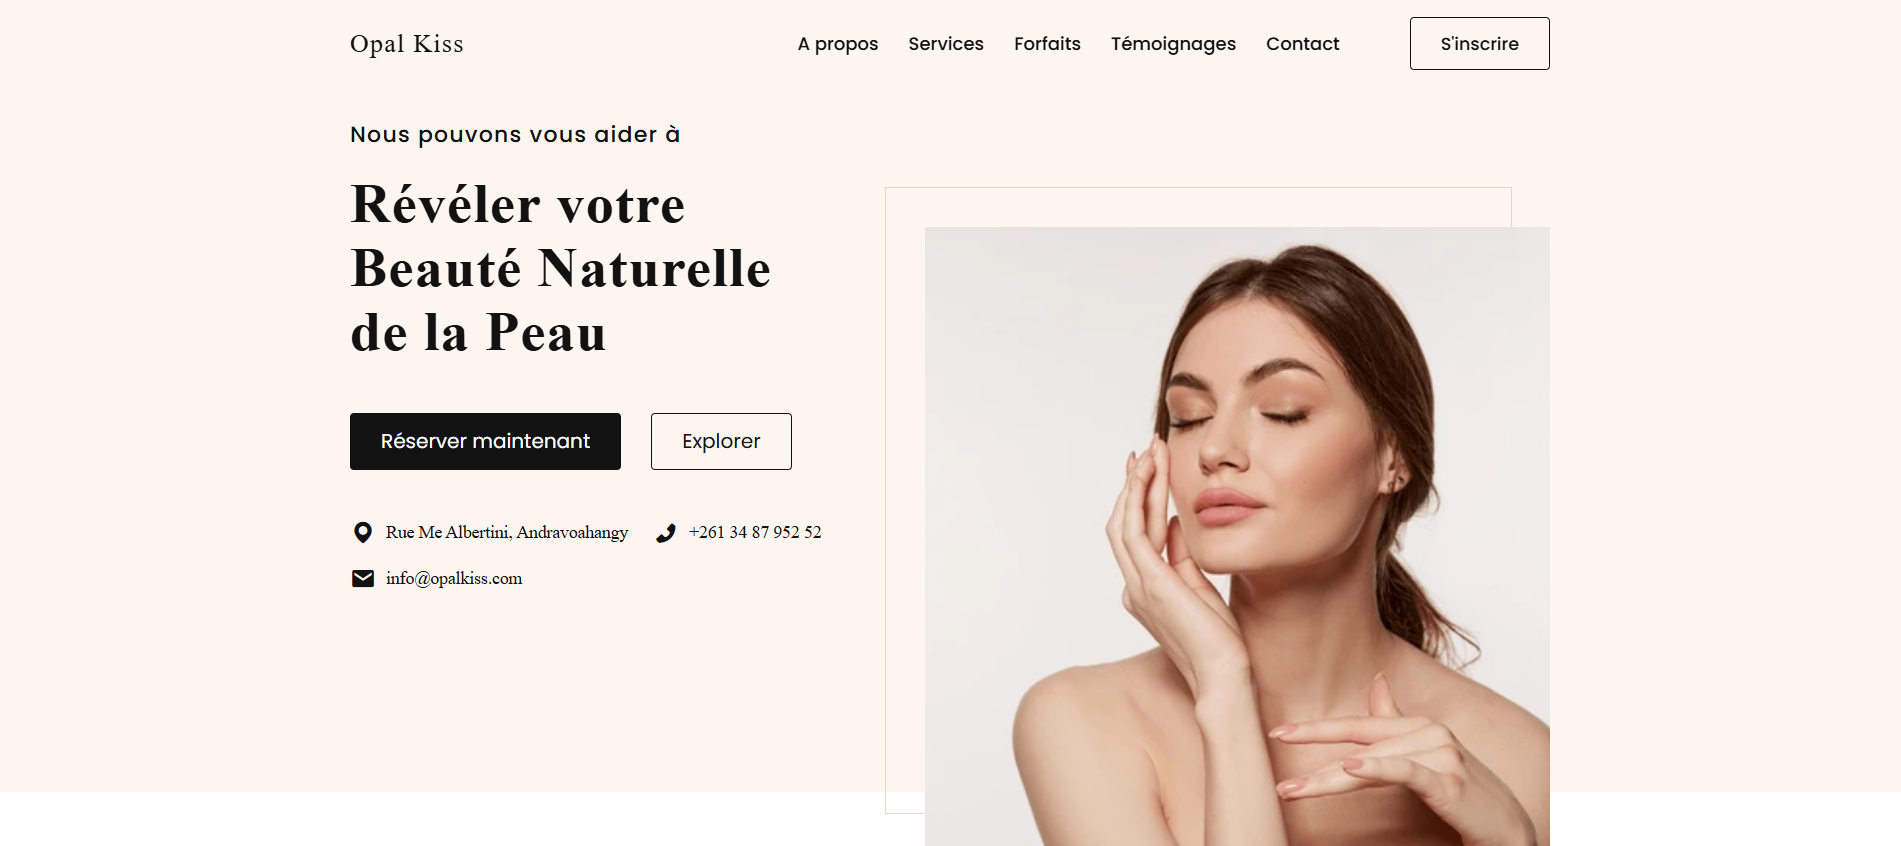 Opal Kiss
A propos
Services
Forfaits
Témoignages
Contact
S'inscrire
Nous pouvons vous aider à
Révéler votre
Beauté Naturelle
de la Peau
Réserver maintenant
Explorer
Rue Me Albertini, Andravoahangy
+261 34 87 952 52
info@opalkiss.com